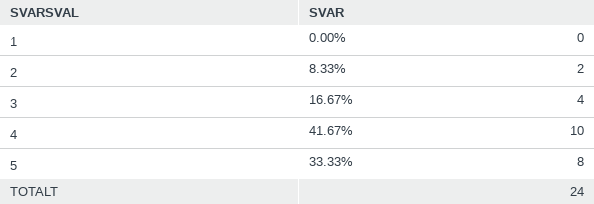 SVARSVAL SVAR
1 0.00% 0
2 8.33% 2
3 16.67% 4
4 41.67% 10
5 33.33% 8
TOTALT 24